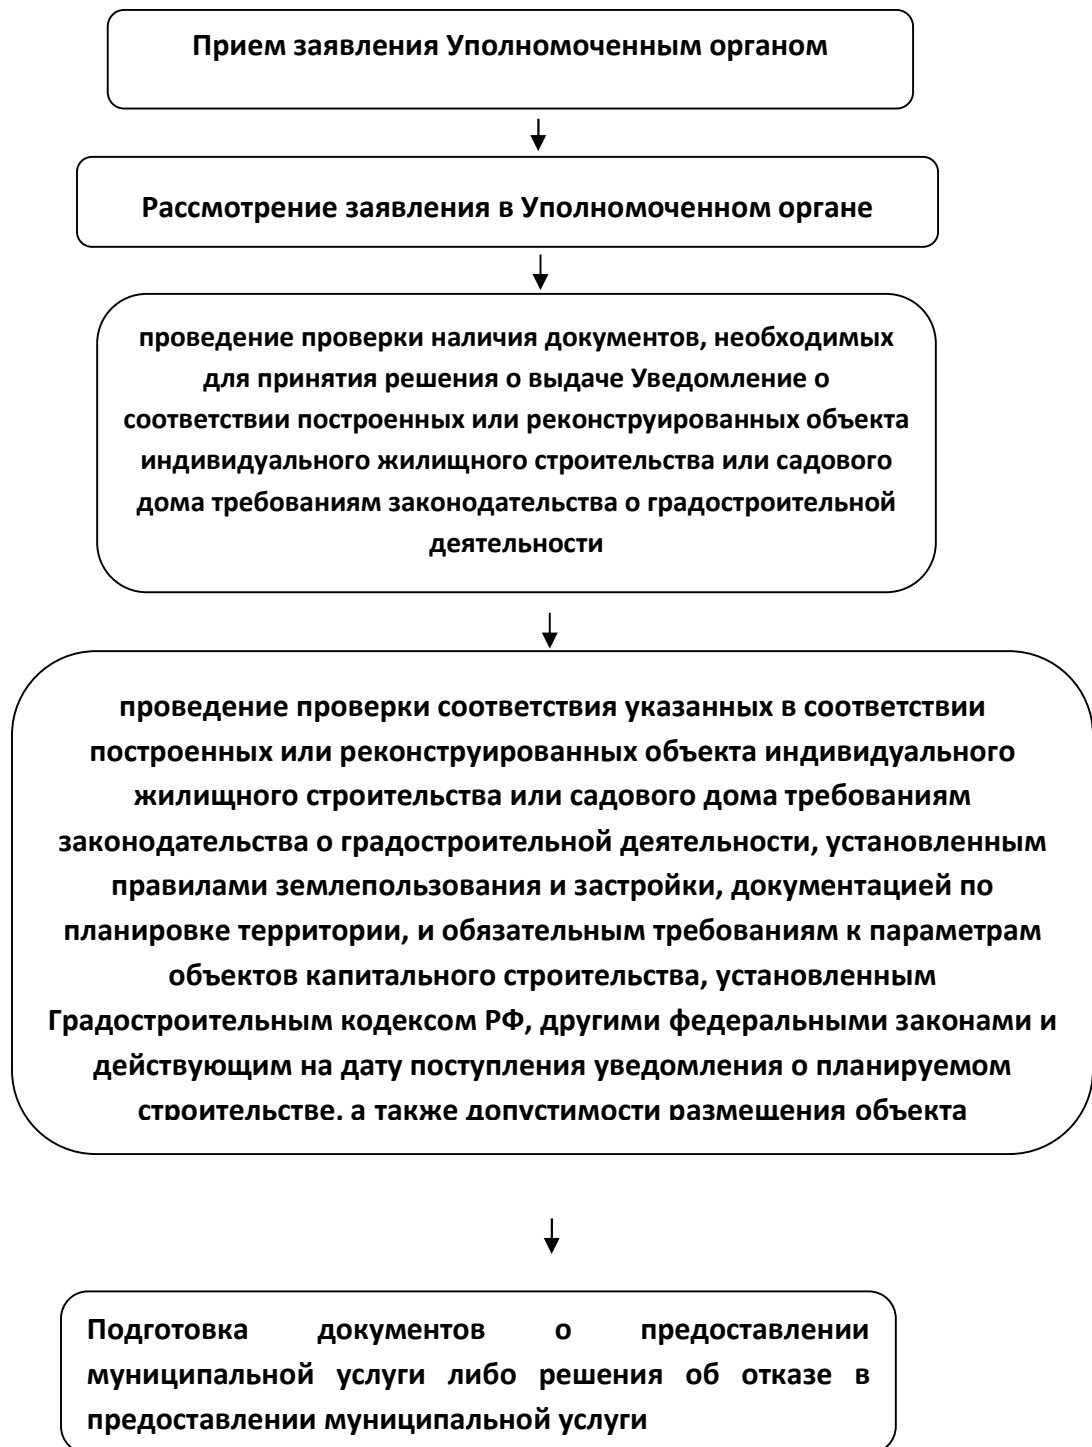 Прием заявления Уполномоченным органом
Рассмотрение заявления в Уполномоченном органе
проведение проверки наличия документов, необходимых
для принятия решения о выдаче Уведомление о
соответствии построенных или реконструированных объекта
индивидуального жилищного строительства или садового
дома требованиям законодательства о градостроительной
деятельности
проведение проверки соответствия указанных в соответствии
построенных или реконструированных объекта индивидуального
жилищного строительства или садового дома требованиям
законодательства о градостроительной деятельности, установленным
правилами землепользования и застройки, документацией по
планировке территории, и обязательным требованиям к параметрам
объектов капитального строительства, установленным
Градостроительным кодексом РФ, другими федеральными законами и
действующим на дату поступления уведомления о планируемом
строительстве, а также допустимости размещения объекта
Подготовка документов о предоставлении
муниципальной услуги либо решения об отказе в
предоставлении муниципальной услуги